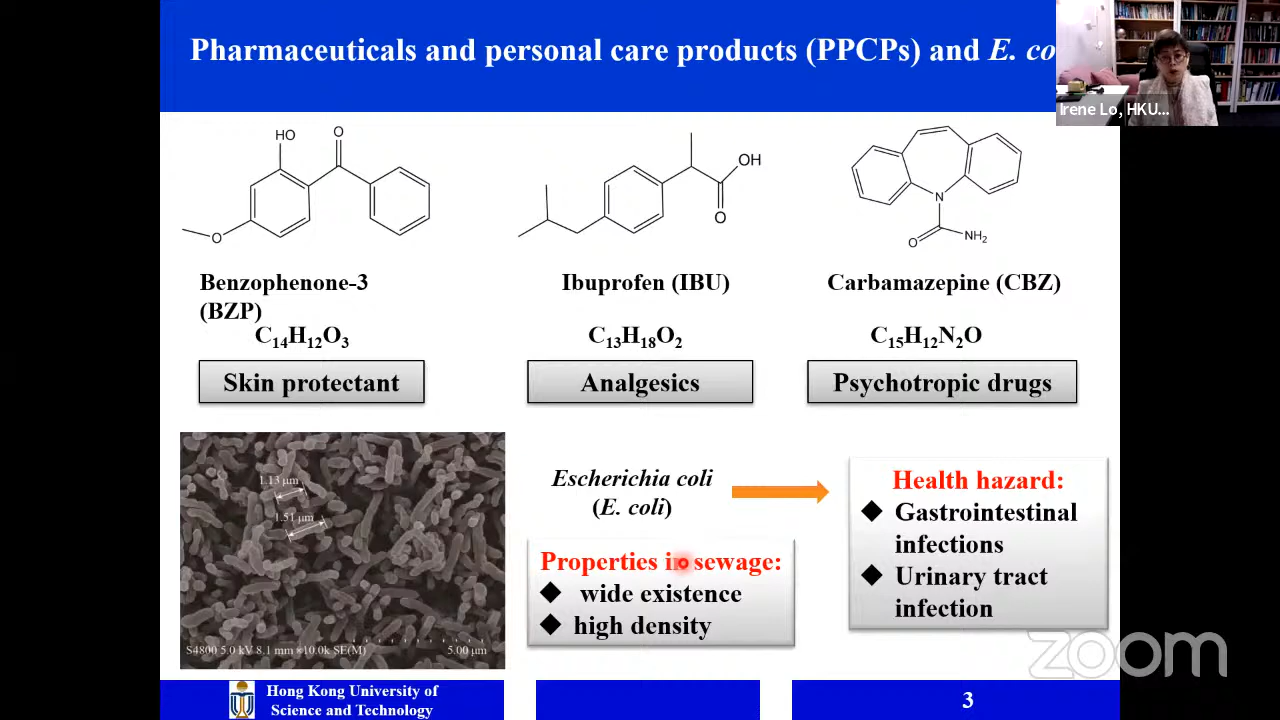 Pharmaceuticals and personal care products (PPCPs) and E. co
Irene Lo, HKU...
HO
O
O
OH
O
N
O
NH2
Benzophenone-3
(BZP)
C14H12O3
Skin protectant
Ibuprofen (IBU)
C13H18O2
Analgesics
Carbamazepine (CBZ)
C15H12N2O
Psychotropic drugs
1.13 μm
1.51 μm
S4800 5.0 kV 8.1 mm ×10.0k SE(M)
5.00 μm
Escherichia coli
(E. coli)
Properties in sewage:
◆ wide existence
◆ high density
Health hazard:
◆ Gastrointestinal
infections
◆ Urinary tract
infection
zoom
Hong Kong University of
Science and Technology
3